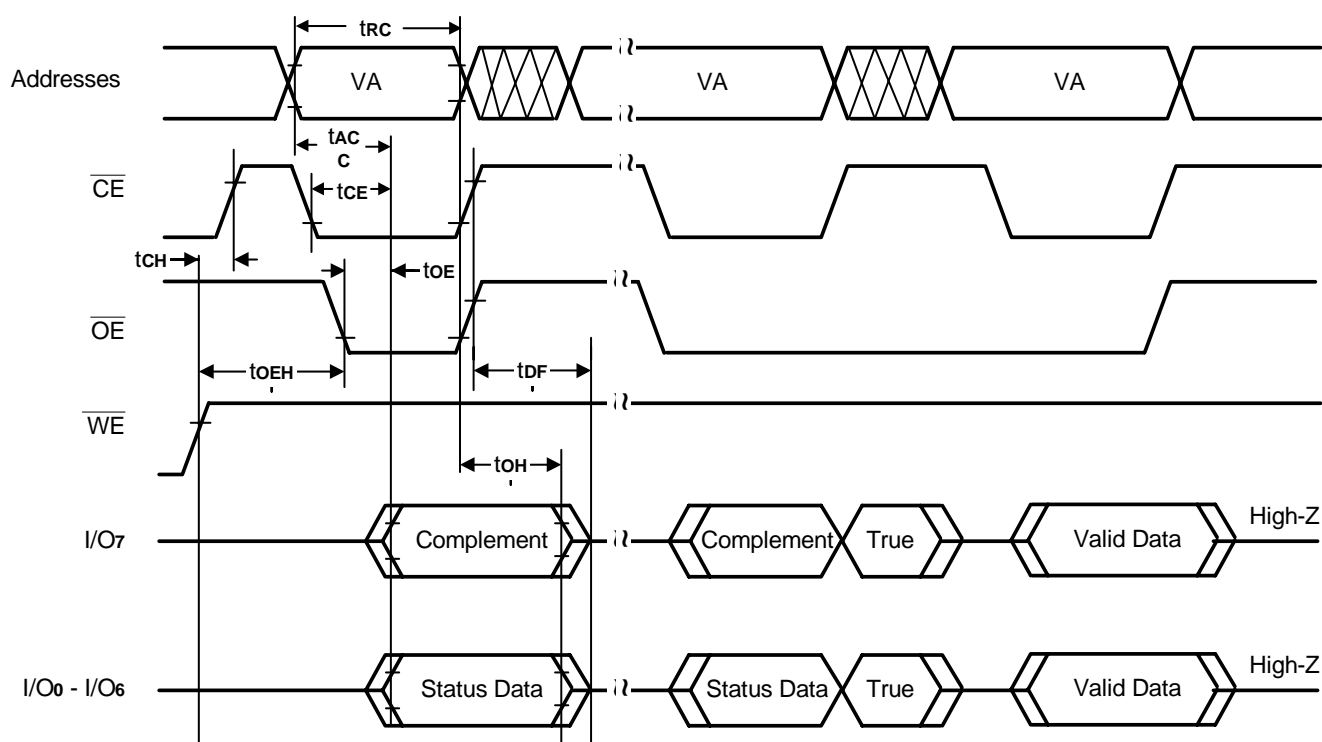 tRC
Addresses
VA
VA
VA
tAC
C
CE
tCE
tCH
tOE
OE
tOEH
tDF
WE
tOH
I/O7
Complement
Complement
True
Valid Data
High-Z
I/O0 - I/O6
Status Data
Status Data
True
Valid Data
High-Z